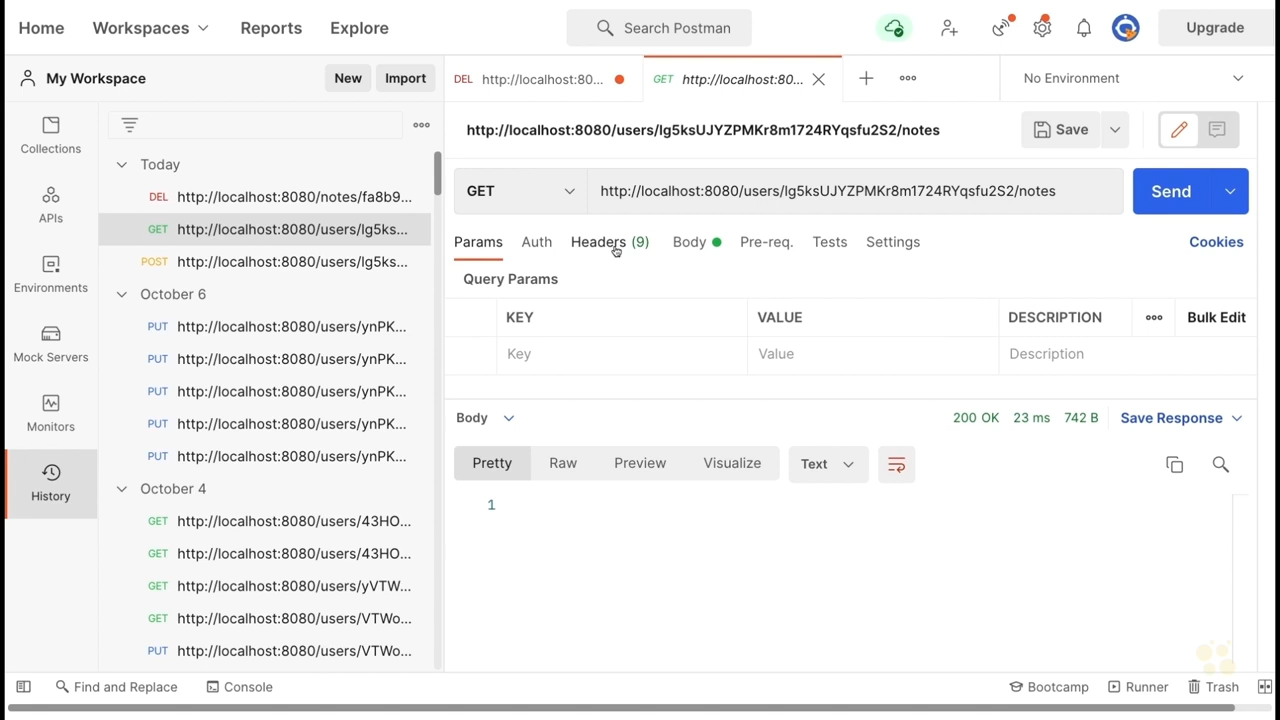 Home Workspaces Reports Explore Search Postman Upgrade
My Workspace New Import
DEL http://localhost:80... GET http://localhost:80... No Environment
Collections
APIs
Environments
Mock Servers
Monitors
History
Today
DEL http://localhost:8080/notes/fa8b9...
GET http://localhost:8080/users/lg5ks...
POST http://localhost:8080/users/lg5ks...
October 6
PUT http://localhost:8080/users/ynPK...
PUT http://localhost:8080/users/ynPK...
PUT http://localhost:8080/users/ynPK...
PUT http://localhost:8080/users/ynPK...
PUT http://localhost:8080/users/ynPK...
October 4
GET http://localhost:8080/users/43HO...
GET http://localhost:8080/users/43HO...
GET http://localhost:8080/users/yVTW...
GET http://localhost:8080/users/VTWo...
PUT http://localhost:8080/users/VTWo...
http://localhost:8080/users/lg5ksUJYZPMKr8m1724RYqsfu2S2/notes Save
GET http://localhost:8080/users/lg5ksUJYZPMKr8m1724RYqsfu2S2/notes Send
Params Auth Headers (9) Body Pre-req. Tests Settings Cookies
Query Params
KEY VALUE DESCRIPTION Bulk Edit
Key Value Description
Body 200 OK 23 ms 742 B Save Response
Pretty Raw Preview Visualize Text
1
Find and Replace Console Bootcamp Runner Trash